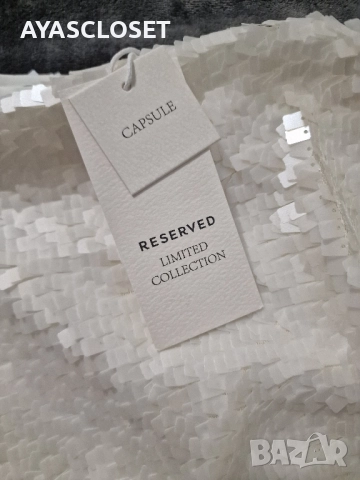 AYASCLOSET
CAPSULE
RESERVED
LIMITED
COLLECTION
BAZAR